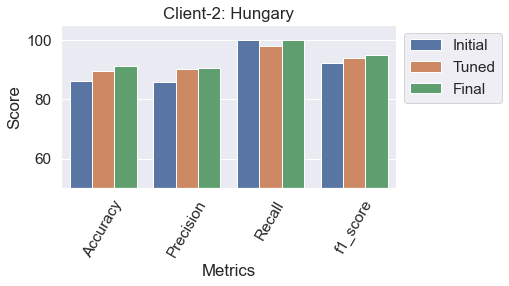 Client-2: Hungary
100
80
60
Score
Accuracy
Precision
Recall
f1_score
Metrics
Initial
Tuned
Final